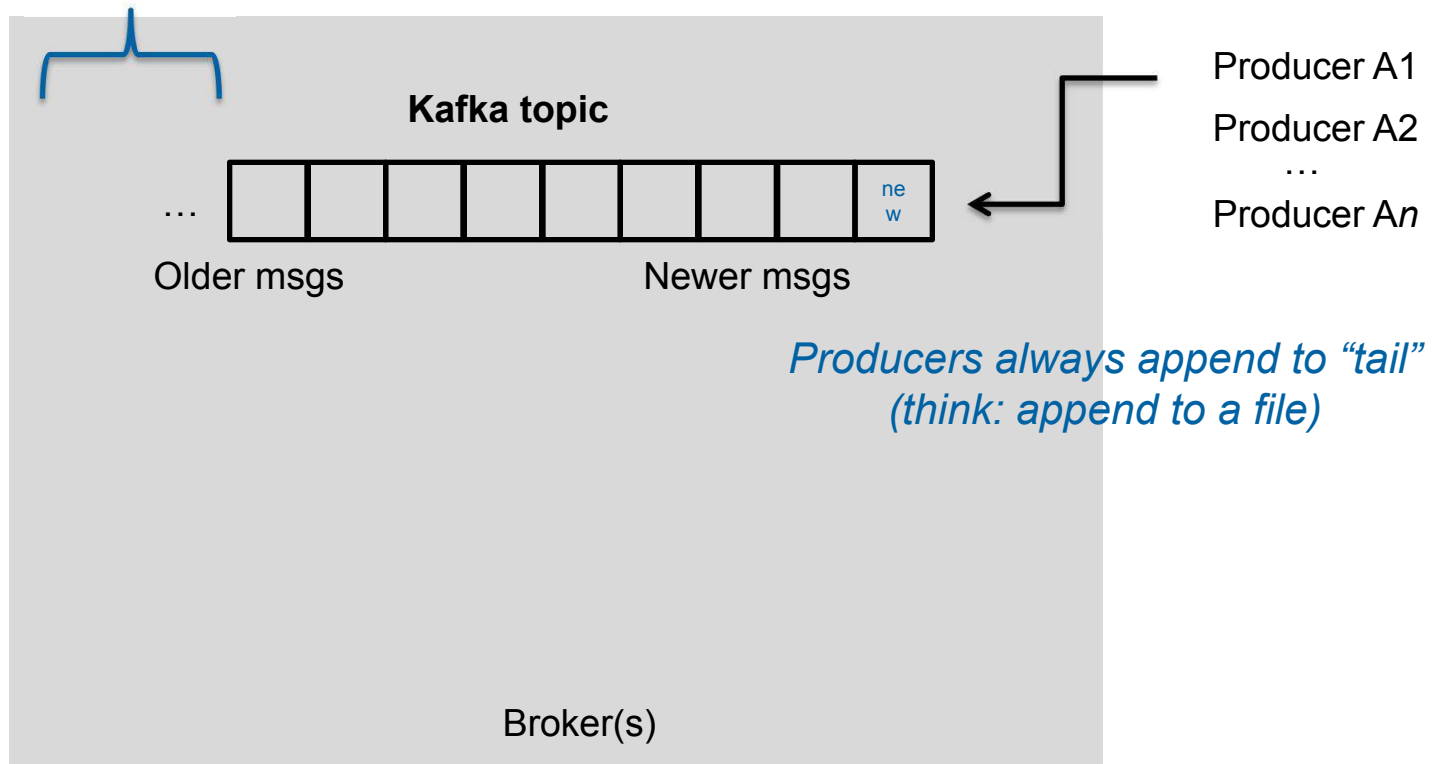 Kafka topic
Producer A1
Producer A2
…
Producer An
…
ne
w
Older msgs
Newer msgs
Producers always append to “tail”
(think: append to a file)
Broker(s)